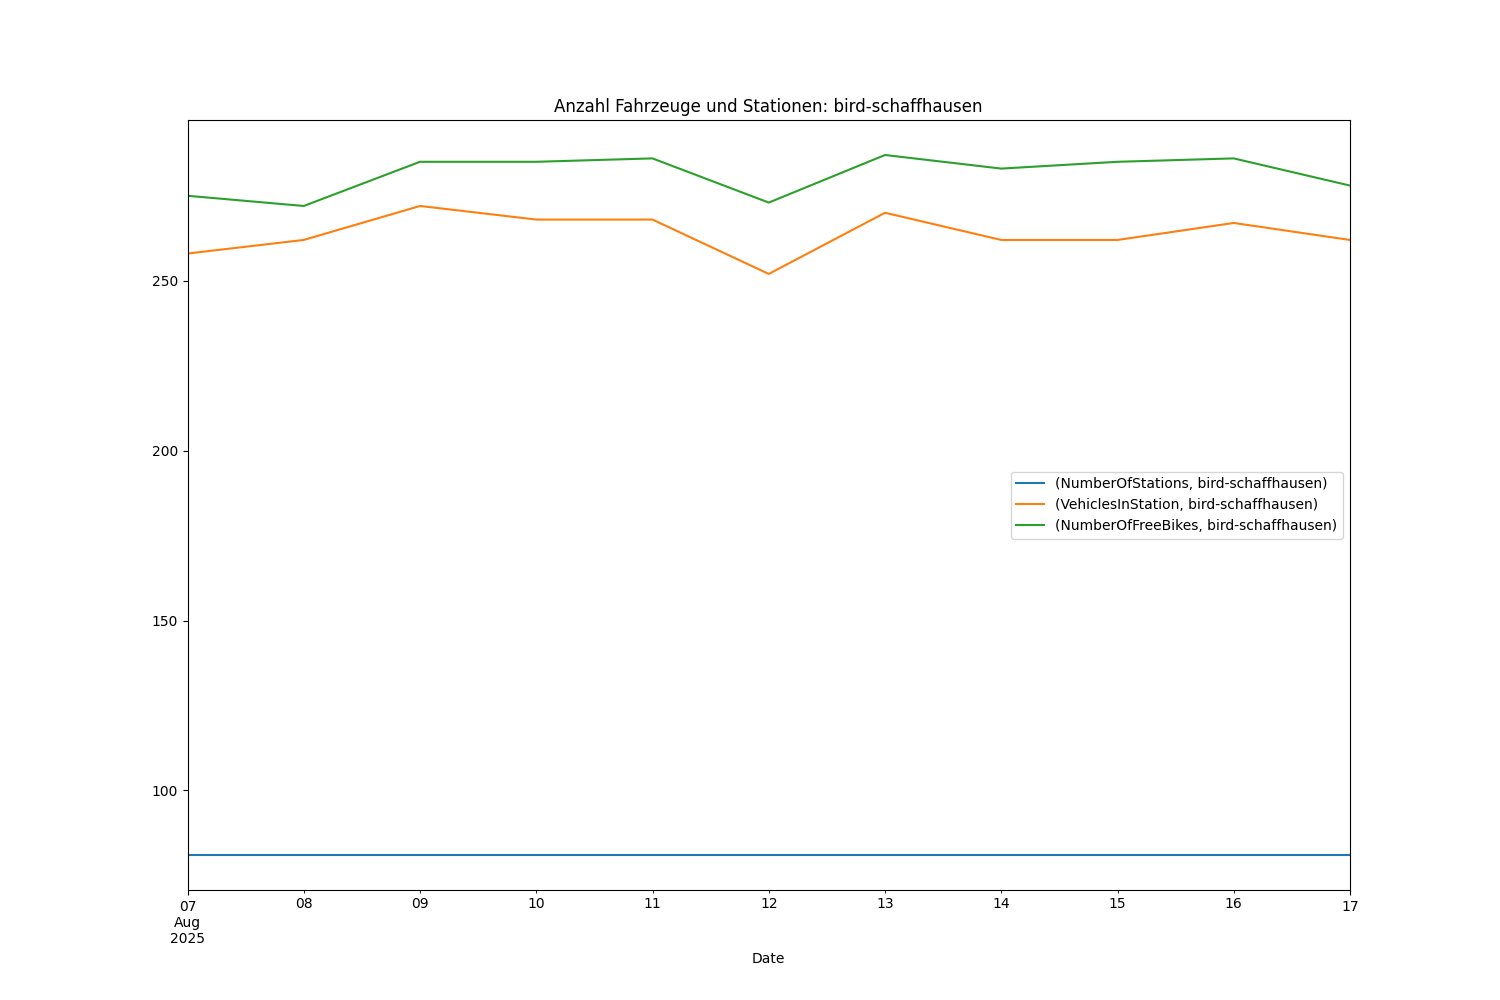 Anzahl Fahrzeuge und Stationen: bird-schaffhausen
250
200
150
100
(NumberOfStations, bird-schaffhausen)
(VehiclesInStation, bird-schaffhausen)
(NumberOfFreeBikes, bird-schaffhausen)
07 08 09 10 11 12 13 14 15 16 17
Aug
2025
Date